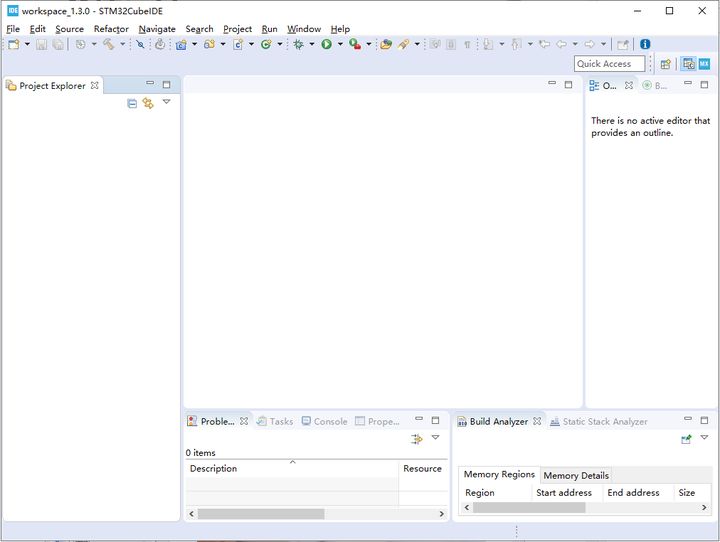 IDE workspace_1.3.0 - STM32CubeIDE
File Edit Source Refactor Navigate Search Project Run Window Help
Quick Access
MX
Project Explorer
O... B...
There is no active editor that
provides an outline.
Proble... Tasks Console Prope...
0 items
Description Resource
Build Analyzer Static Stack Analyzer
Memory Regions Memory Details
Region Start address End address Size